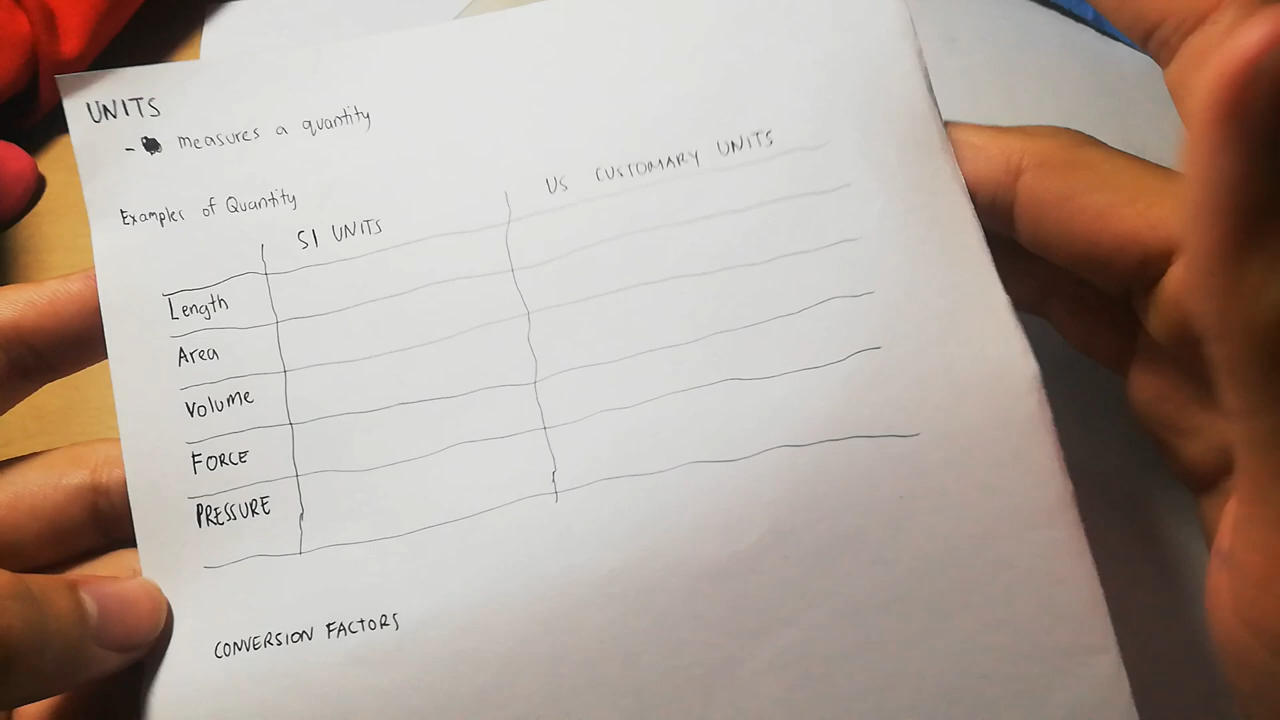 UNITS
- measures a quantity
Examples of Quantity
SI UNITS US CUSTOMARY UNITS
Length
Area
Volume
FORCE
PRESSURE
CONVERSION FACTORS